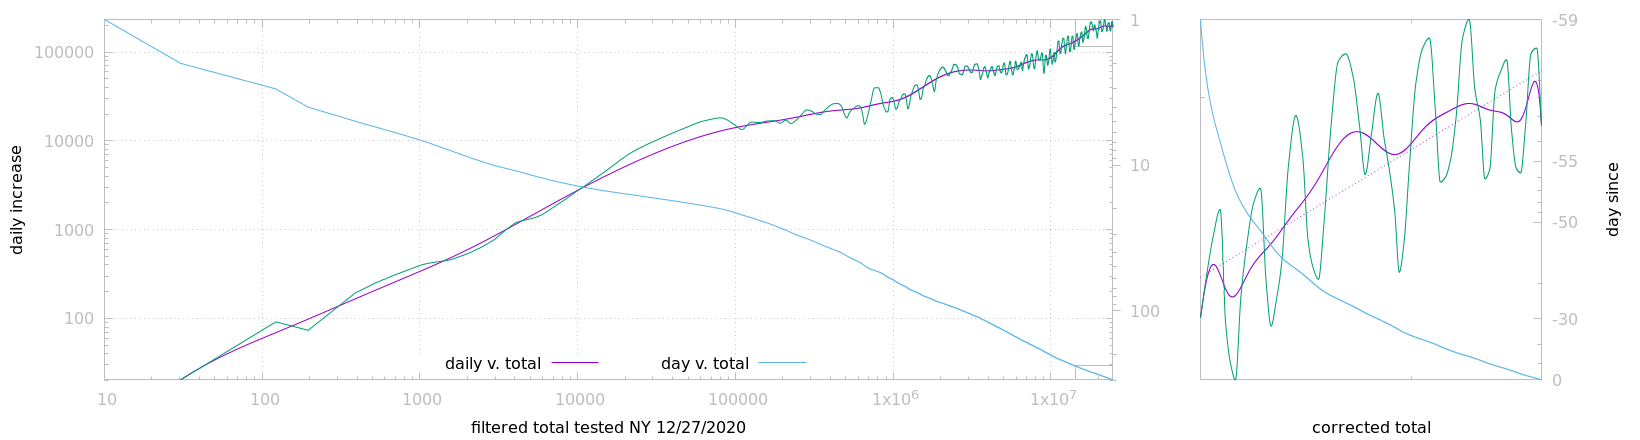 daily increase
100000
10000
1000
100
10
100
1000
10000
100000
1x10^6
1x10^7
1
10
100
daily v. total
day v. total
filtered total tested NY 12/27/2020
-59
-55
-50
-30
0
day since
corrected total